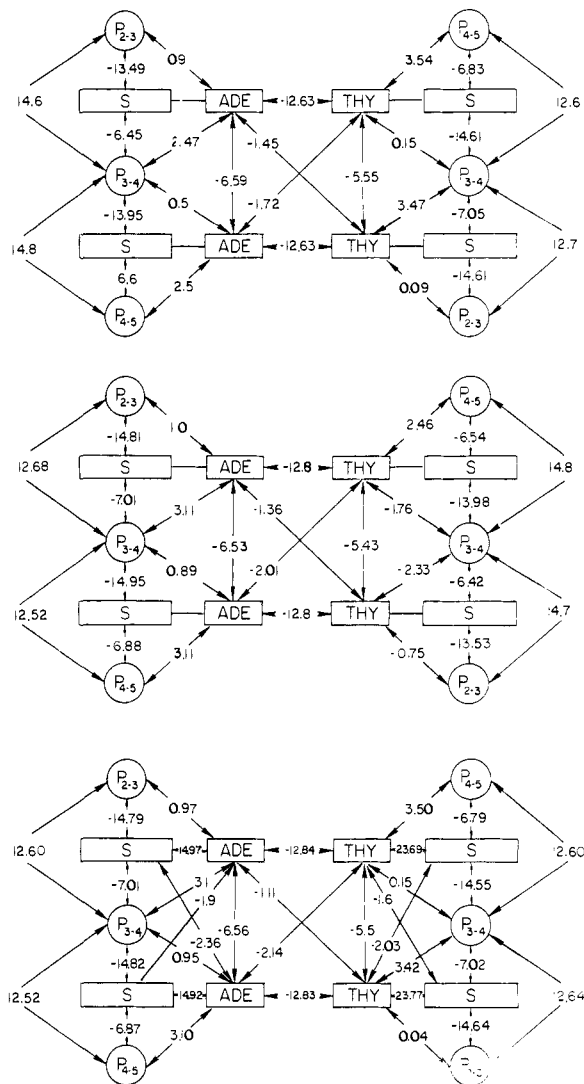 P2-3 0.9 3.54 P4-5
-13.49 -6.83
14.6 S ADE -12.63 THY S 12.6
-6.45 2.47 -1.45 0.15 -14.61
P3-4 -6.59 -5.55 P3-4
-13.95 0.5 -1.72 3.47 -7.05
14.8 S ADE -12.63 THY S 12.7
6.6 2.5 0.09 -14.61
P4-5 P2-3
P2-3 1.0 2.46 P4-5
-14.81 -6.54
12.68 S ADE -12.8 THY S 14.8
-7.01 3.11 -1.36 -1.76 -13.98
P3-4 -6.53 -5.43 P3-4
-14.95 0.89 -2.01 -2.33 -6.42
12.52 S ADE -12.8 THY S 14.7
-6.88 3.11 -0.75 -13.53
P4-5 P2-3
P2-3 0.97 3.50 P4-5
-14.79 -6.79
12.60 S -14.97 ADE -12.84 THY -23.69 S 12.60
-7.01 3.1 -1.9 -1.11 0.15 -1.6 -14.55
P3-4 -6.56 -5.5 P3-4
-14.82 0.95 -2.36 -2.14 -2.03 3.42 -7.02
12.52 S -14.92 ADE -12.83 THY -23.77 S 12.64
-6.87 3.10 0.04 -14.64
P4-5